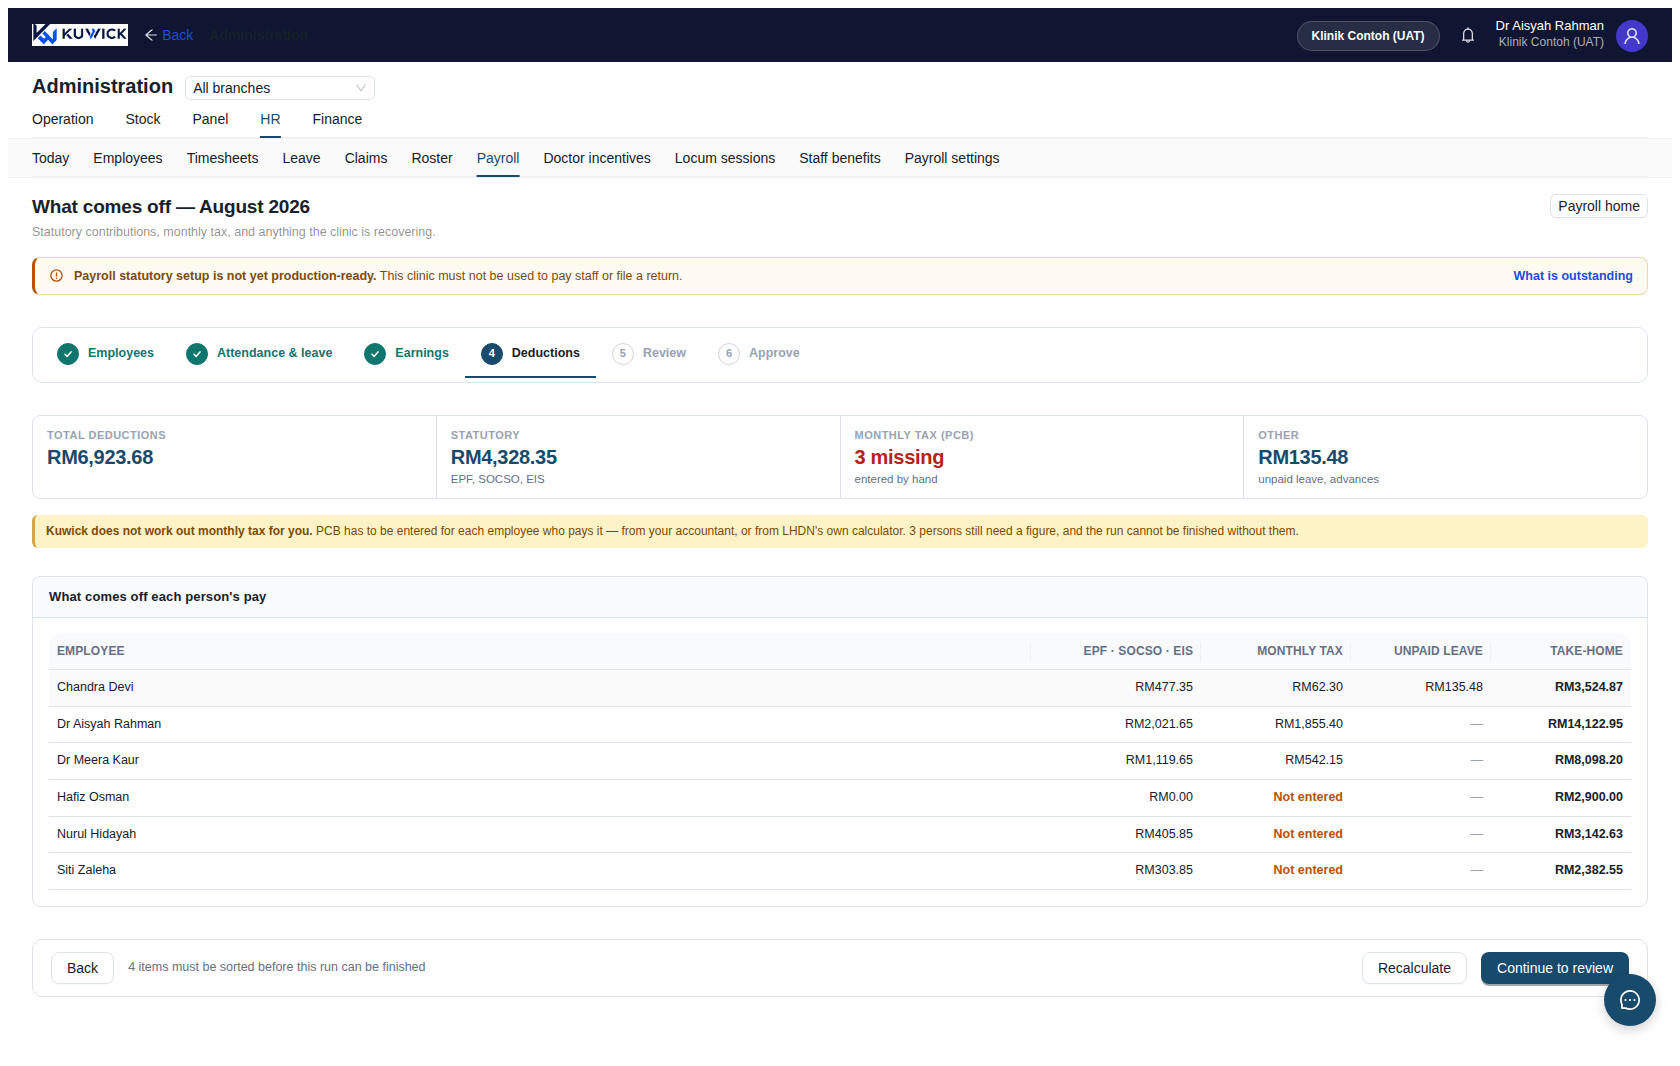 KUWICK
Back
Administration
Klinik Contoh (UAT)
Dr Aisyah Rahman
Klinik Contoh (UAT)
Administration
All branches
Operation Stock Panel HR Finance
Today Employees Timesheets Leave Claims Roster Payroll Doctor incentives Locum sessions Staff benefits Payroll settings
What comes off — August 2026
Payroll home
Statutory contributions, monthly tax, and anything the clinic is recovering.
Payroll statutory setup is not yet production-ready. This clinic must not be used to pay staff or file a return. What is outstanding
Employees Attendance & leave Earnings 4 Deductions 5 Review 6 Approve
TOTAL DEDUCTIONS
RM6,923.68
STATUTORY
RM4,328.35
EPF, SOCSO, EIS
MONTHLY TAX (PCB)
3 missing
entered by hand
OTHER
RM135.48
unpaid leave, advances
Kuwick does not work out monthly tax for you. PCB has to be entered for each employee who pays it — from your accountant, or from LHDN's own calculator. 3 persons still need a figure, and the run cannot be finished without them.
What comes off each person's pay
EMPLOYEE EPF · SOCSO · EIS MONTHLY TAX UNPAID LEAVE TAKE-HOME
Chandra Devi RM477.35 RM62.30 RM135.48 RM3,524.87
Dr Aisyah Rahman RM2,021.65 RM1,855.40 — RM14,122.95
Dr Meera Kaur RM1,119.65 RM542.15 — RM8,098.20
Hafiz Osman RM0.00 Not entered — RM2,900.00
Nurul Hidayah RM405.85 Not entered — RM3,142.63
Siti Zaleha RM303.85 Not entered — RM2,382.55
Back 4 items must be sorted before this run can be finished Recalculate Continue to review